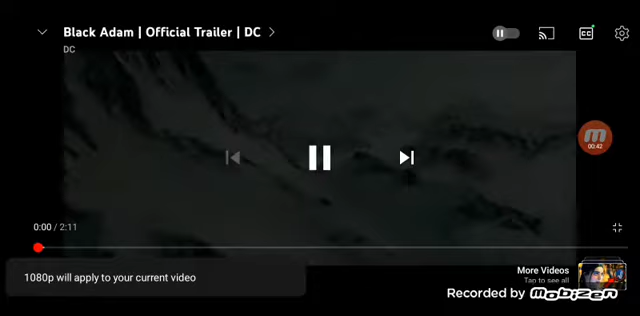 Black Adam | Official Trailer | DC
CC
DC
00:42
0:00 / 2:11
1080p will apply to your current video
More Videos
Tap to see all
Recorded by mobizen